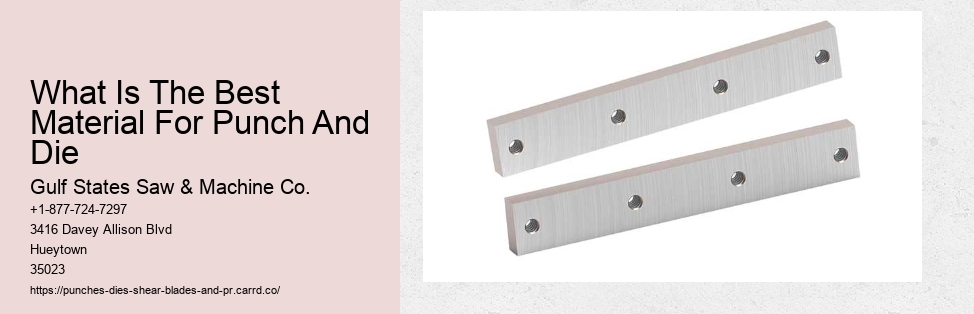 What Is The Best
Material For Punch And
Die
Gulf States Saw & Machine Co.
+1-877-724-7297
3416 Davey Allison Blvd
Hueytown
35023
https://punches-dies-shear-blades-and-pr.carrd.co/